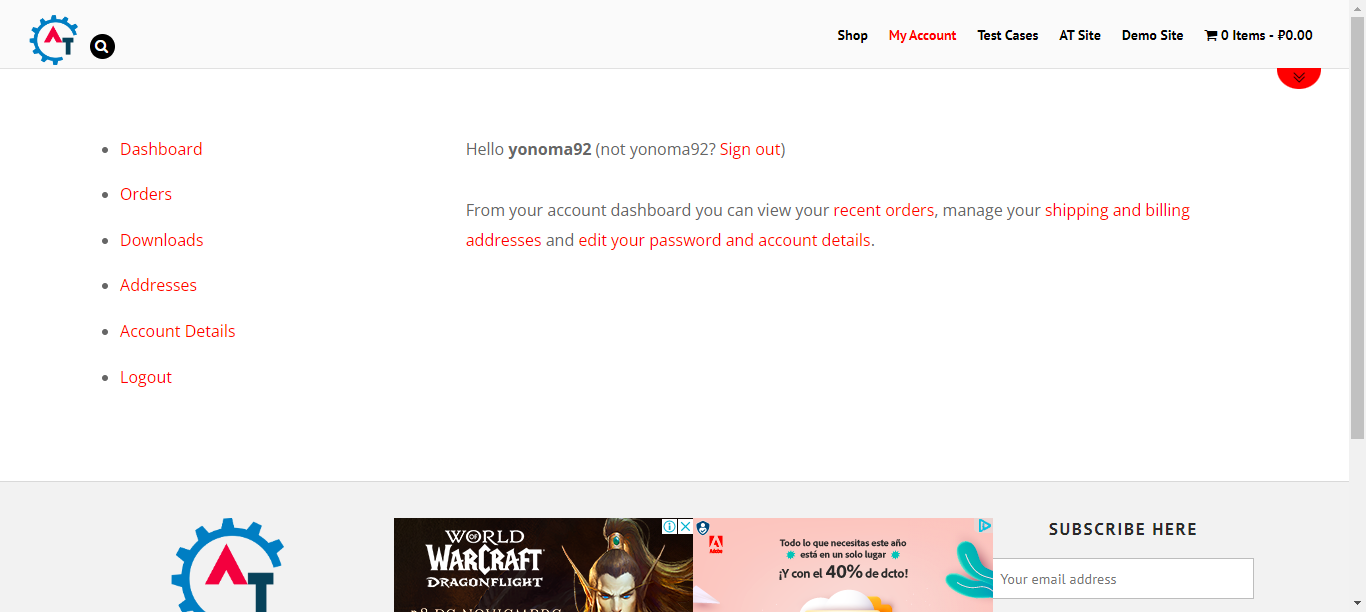 AT
Shop
My Account
Test Cases
AT Site
Demo Site
0 Items - ₽0.00
Dashboard
Orders
Downloads
Addresses
Account Details
Logout
Hello yonoma92 (not yonoma92? Sign out)
From your account dashboard you can view your recent orders, manage your shipping and billing
addresses and edit your password and account details.
AT
WORLD
WARCRAFT
DRAGONFLIGHT
Adobe
Todo lo que necesitas este año
está en un solo lugar
¡Y con el 40% de dcto!
SUBSCRIBE HERE
Your email address